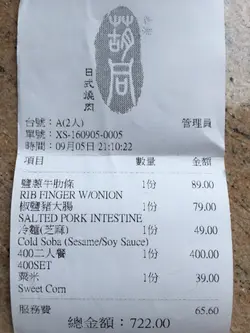 日式燒肉
台號：A(2人) 管理員
單號：XS-160905-0005
時間：09月05日 21:10:22
項目 數量 金額
鹽蔥牛肋條 1份 89.00
RIB FINGER W/ONION
椒鹽豬大腸 1份 79.00
SALTED PORK INTESTINE
冷麵(芝麻) 1份 49.00
Cold Soba (Sesame/Soy Sauce)
400二人餐 1份 400.00
400SET
粟米 1份 39.00
Sweet Corn
服務費 65.60
總金額：722.00